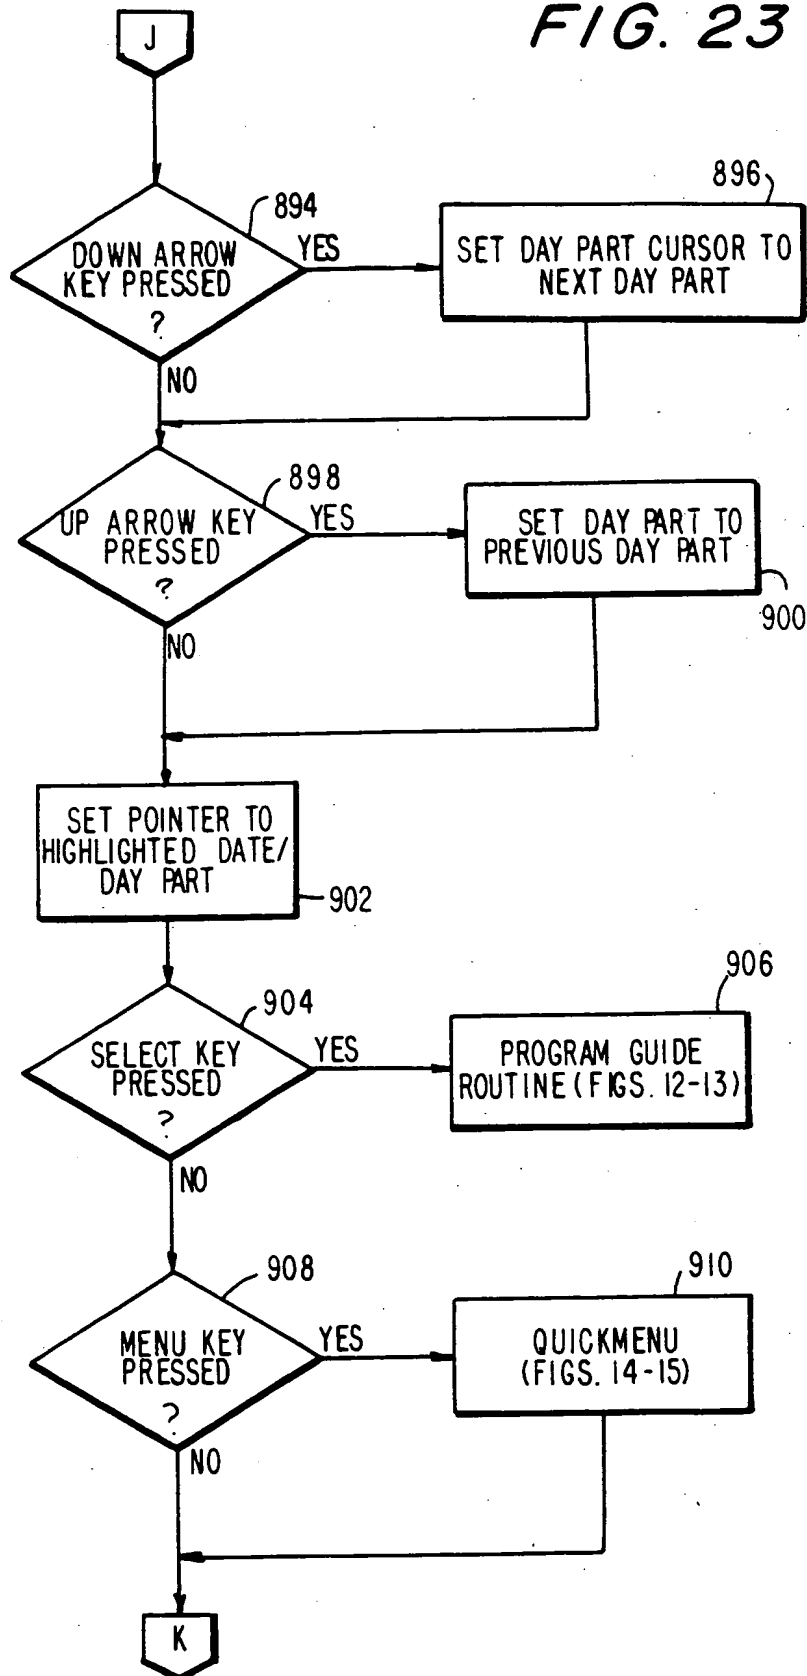 FIG. 23
J
894
DOWN ARROW
KEY PRESSED
?
YES
896
SET DAY PART CURSOR TO
NEXT DAY PART
NO
898
UP ARROW KEY
PRESSED
?
YES
SET DAY PART TO
PREVIOUS DAY PART
900
NO
SET POINTER TO
HIGHLIGHTED DATE/
DAY PART
902
904
SELECT KEY
PRESSED
?
YES
906
PROGRAM GUIDE
ROUTINE (FIGS. 12-13)
NO
908
MENU KEY
PRESSED
?
YES
910
QUICKMENU
(FIGS. 14-15)
NO
K